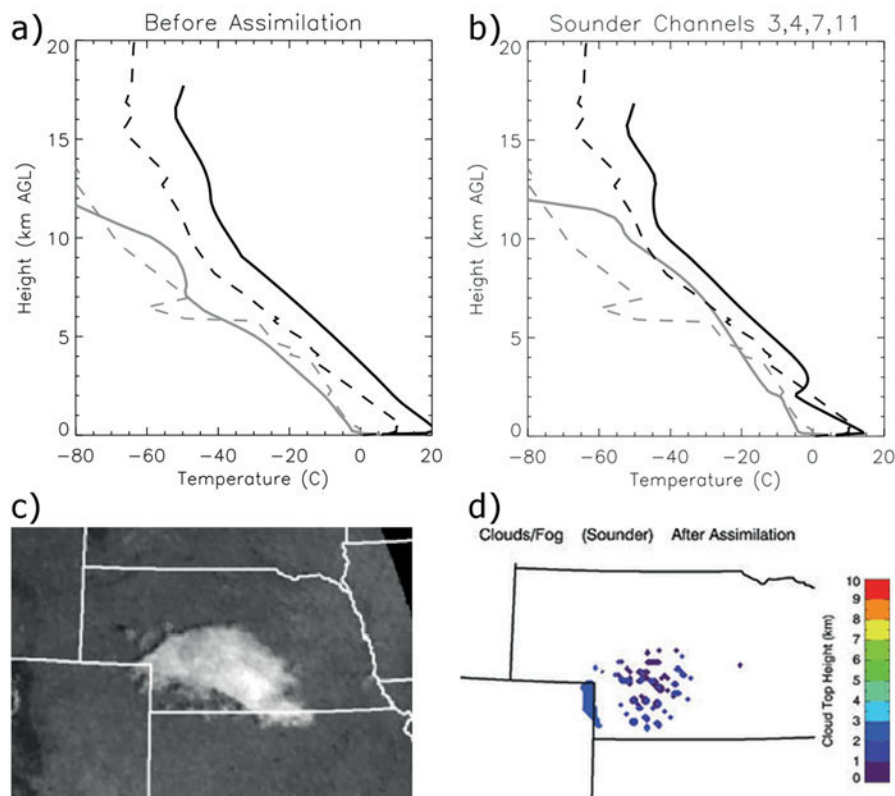 a) Before Assimilation
20
15
10
5
0
Height (km AGL)
-80 -60 -40 -20 0 20
Temperature (C)
b) Sounder Channels 3,4,7,11
20
15
10
5
0
Height (km AGL)
-80 -60 -40 -20 0 20
Temperature (C)
c)
d)
Clouds/Fog (Sounder) After Assimilation
10
9
8
7
6
5
4
3
2
1
0
Cloud Top Height (km)